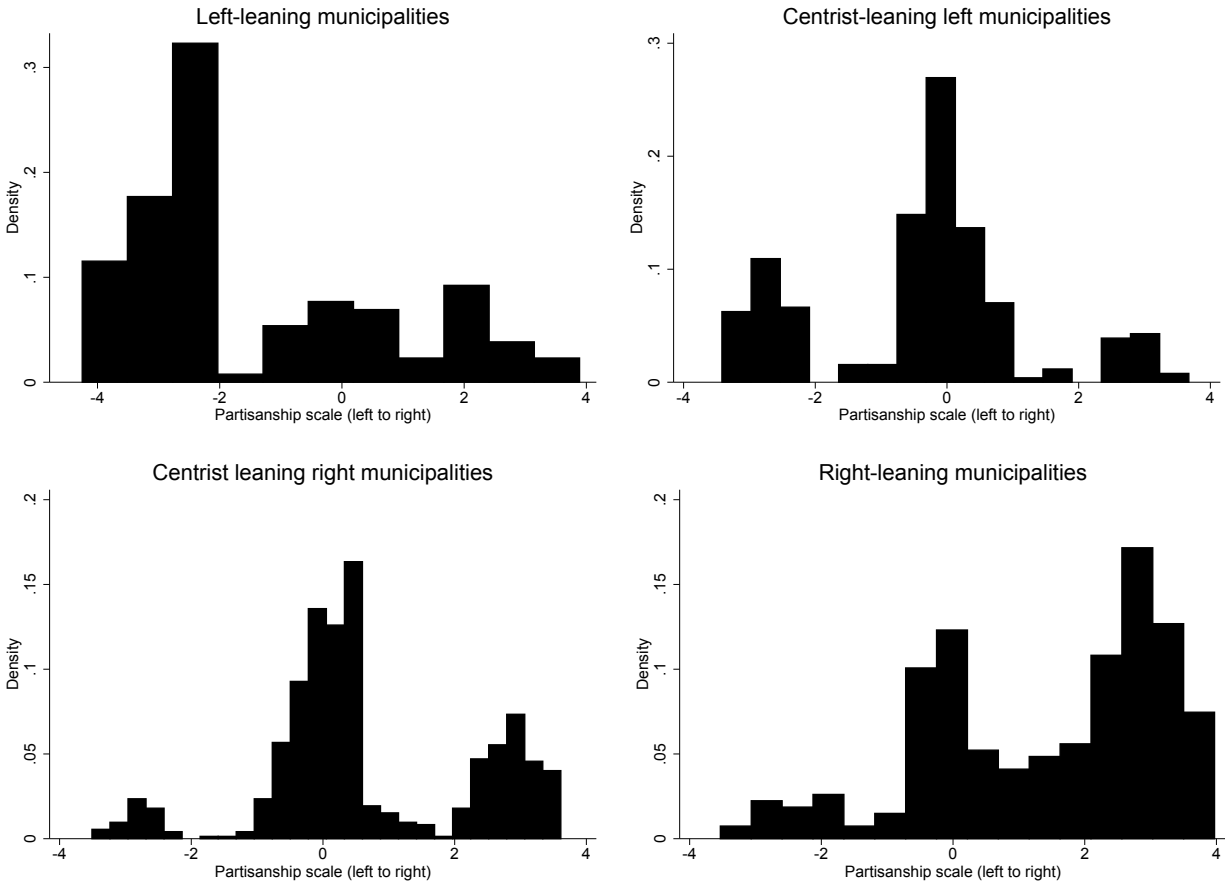 Left-leaning municipalities
Density
0 .1 .2 .3
-4 -2 0 2 4
Partisanship scale (left to right)
Centrist-leaning left municipalities
Density
0 .1 .2 .3
-4 -2 0 2 4
Partisanship scale (left to right)
Centrist leaning right municipalities
Density
0 .05 .1 .15 .2
-4 -2 0 2 4
Partisanship scale (left to right)
Right-leaning municipalities
Density
0 .05 .1 .15 .2
-4 -2 0 2 4
Partisanship scale (left to right)